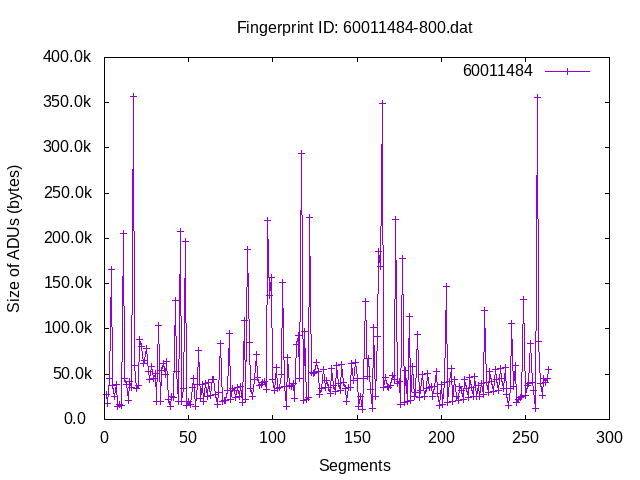 Fingerprint ID: 60011484-800.dat
60011484
400.0k
350.0k
300.0k
250.0k
200.0k
150.0k
100.0k
50.0k
0.0
Size of ADUs (bytes)
0 50 100 150 200 250 300
Segments